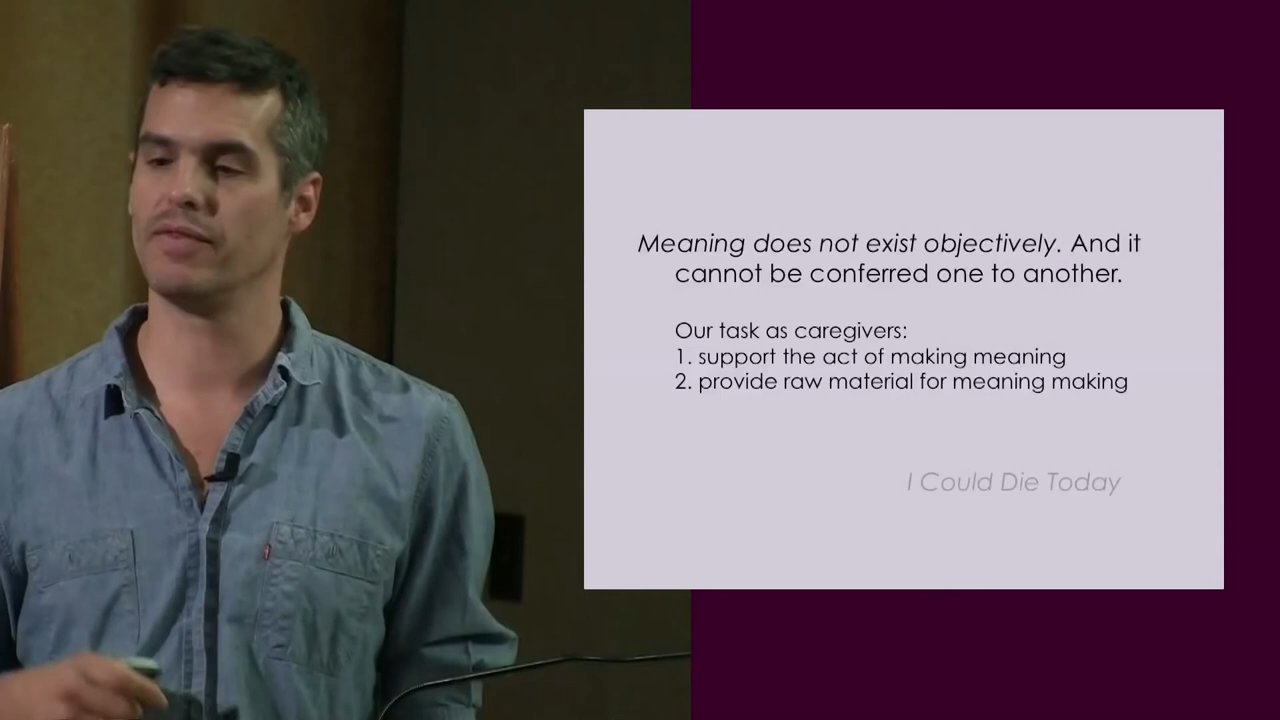 Meaning does not exist objectively. And it
cannot be conferred one to another.
Our task as caregivers:
1. support the act of making meaning
2. provide raw material for meaning making
I Could Die Today